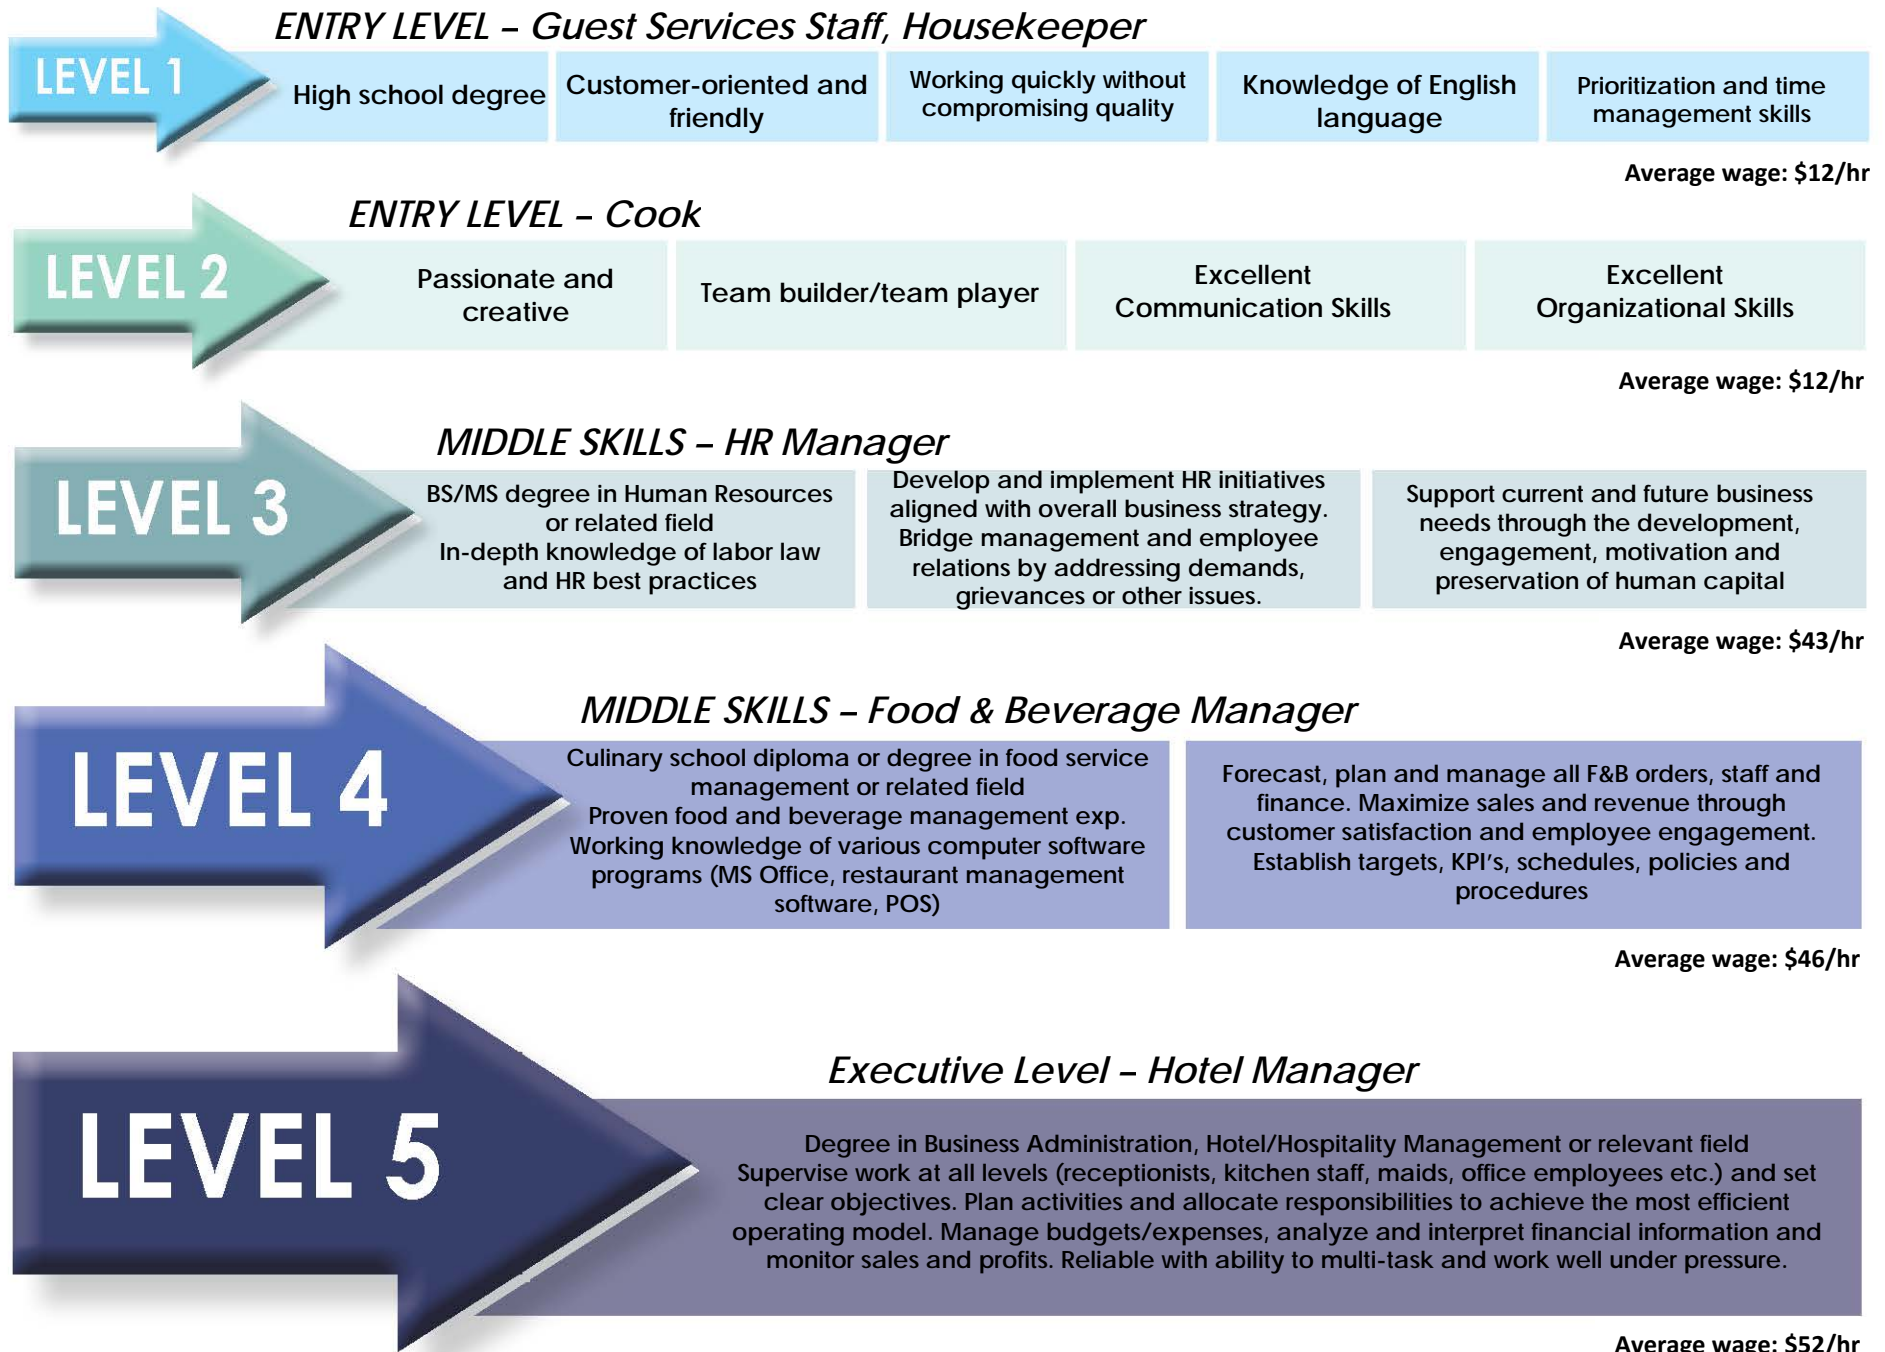 ENTRY LEVEL – Guest Services Staff, Housekeeper
LEVEL 1
High school degree
Customer-oriented and
friendly
Working quickly without
compromising quality
Knowledge of English
language
Prioritization and time
management skills
Average wage: $12/hr
ENTRY LEVEL – Cook
LEVEL 2
Passionate and
creative
Team builder/team player
Excellent
Communication Skills
Excellent
Organizational Skills
Average wage: $12/hr
MIDDLE SKILLS – HR Manager
LEVEL 3
BS/MS degree in Human Resources
or related field
In-depth knowledge of labor law
and HR best practices
Develop and implement HR initiatives
aligned with overall business strategy.
Bridge management and employee
relations by addressing demands,
grievances or other issues.
Support current and future business
needs through the development,
engagement, motivation and
preservation of human capital
Average wage: $43/hr
MIDDLE SKILLS – Food & Beverage Manager
LEVEL 4
Culinary school diploma or degree in food service
management or related field
Proven food and beverage management exp.
Working knowledge of various computer software
programs (MS Office, restaurant management
software, POS)
Forecast, plan and manage all F&B orders, staff and
finance. Maximize sales and revenue through
customer satisfaction and employee engagement.
Establish targets, KPI's, schedules, policies and
procedures
Average wage: $46/hr
Executive Level – Hotel Manager
LEVEL 5
Degree in Business Administration, Hotel/Hospitality Management or relevant field
Supervise work at all levels (receptionists, kitchen staff, maids, office employees etc.) and set
clear objectives. Plan activities and allocate responsibilities to achieve the most efficient
operating model. Manage budgets/expenses, analyze and interpret financial information and
monitor sales and profits. Reliable with ability to multi-task and work well under pressure.
Average wage: $52/hr